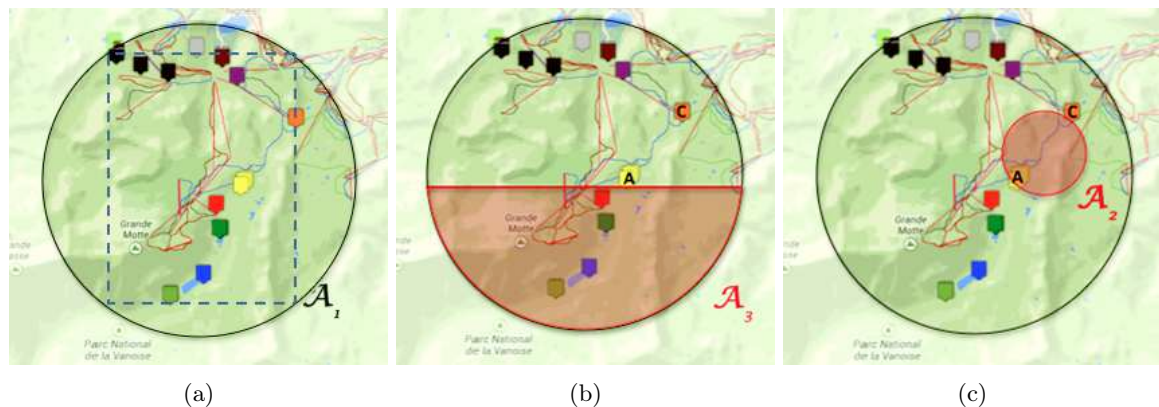 Grande
Motte
Parc National
de la Vanoise
A₁
(a)
C
A
Grande
Motte
A₃
Parc National
de la Vanoise
(b)
C
A
A₂
Grande
Motte
Parc National
de la Vanoise
(c)